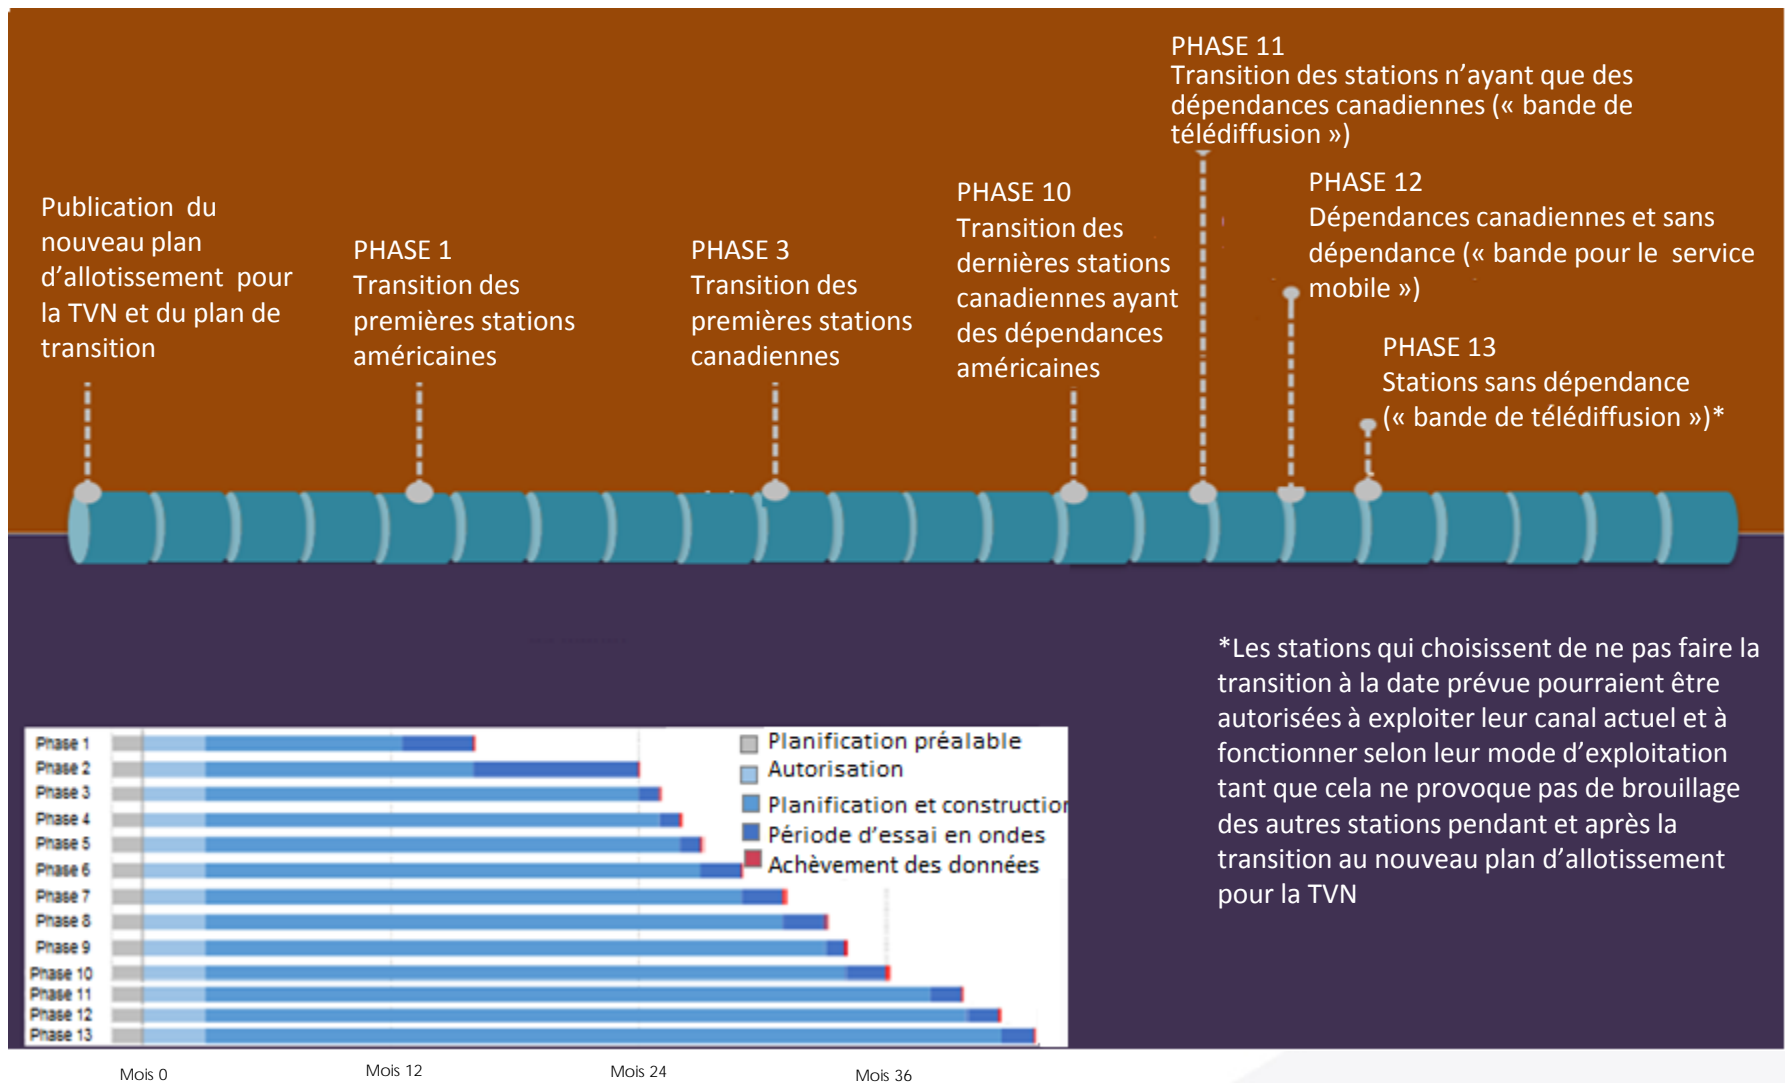 Publication du
nouveau plan
d’allotissement pour
la TVN et du plan de
transition
PHASE 1
Transition des
premières stations
américaines
PHASE 3
Transition des
premières stations
canadiennes
PHASE 10
Transition des
dernières stations
canadiennes ayant
des dépendances
américaines
PHASE 11
Transition des stations n’ayant que des
dépendances canadiennes (« bande de
télédiffusion »)
PHASE 12
Dépendances canadiennes et sans
dépendance (« bande pour le service
mobile »)
PHASE 13
Stations sans dépendance
(« bande de télédiffusion »)*
*Les stations qui choisissent de ne pas faire la
transition à la date prévue pourraient être
autorisées à exploiter leur canal actuel et à
fonctionner selon leur mode d’exploitation
tant que cela ne provoque pas de brouillage
des autres stations pendant et après la
transition au nouveau plan d’allotissement
pour la TVN
Phase 1
Phase 2
Phase 3
Phase 4
Phase 5
Phase 6
Phase 7
Phase 8
Phase 9
Phase 10
Phase 11
Phase 12
Phase 13
Planification préalable
Autorisation
Planification et construction
Période d’essai en ondes
Achèvement des données
Mois 0
Mois 12
Mois 24
Mois 36